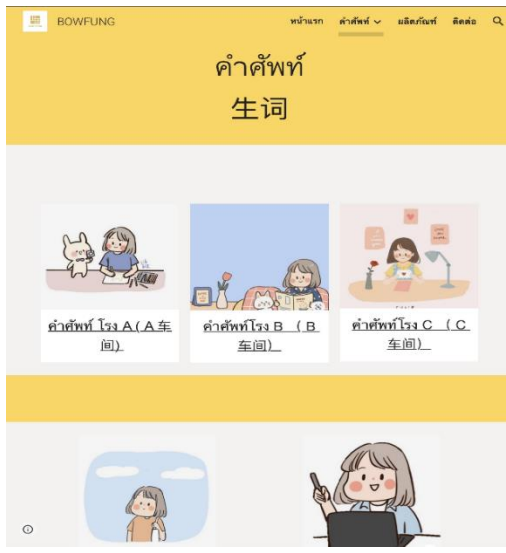 BOWFUNG
หน้าแรก คำศัพท์ ผลิตภัณฑ์ ติดต่อ
คำศัพท์
生词
คำศัพท์ โรง A ( A 车
间)
คำศัพท์โรง B ( B
车间)
คำศัพท์โรง C ( C
车间)